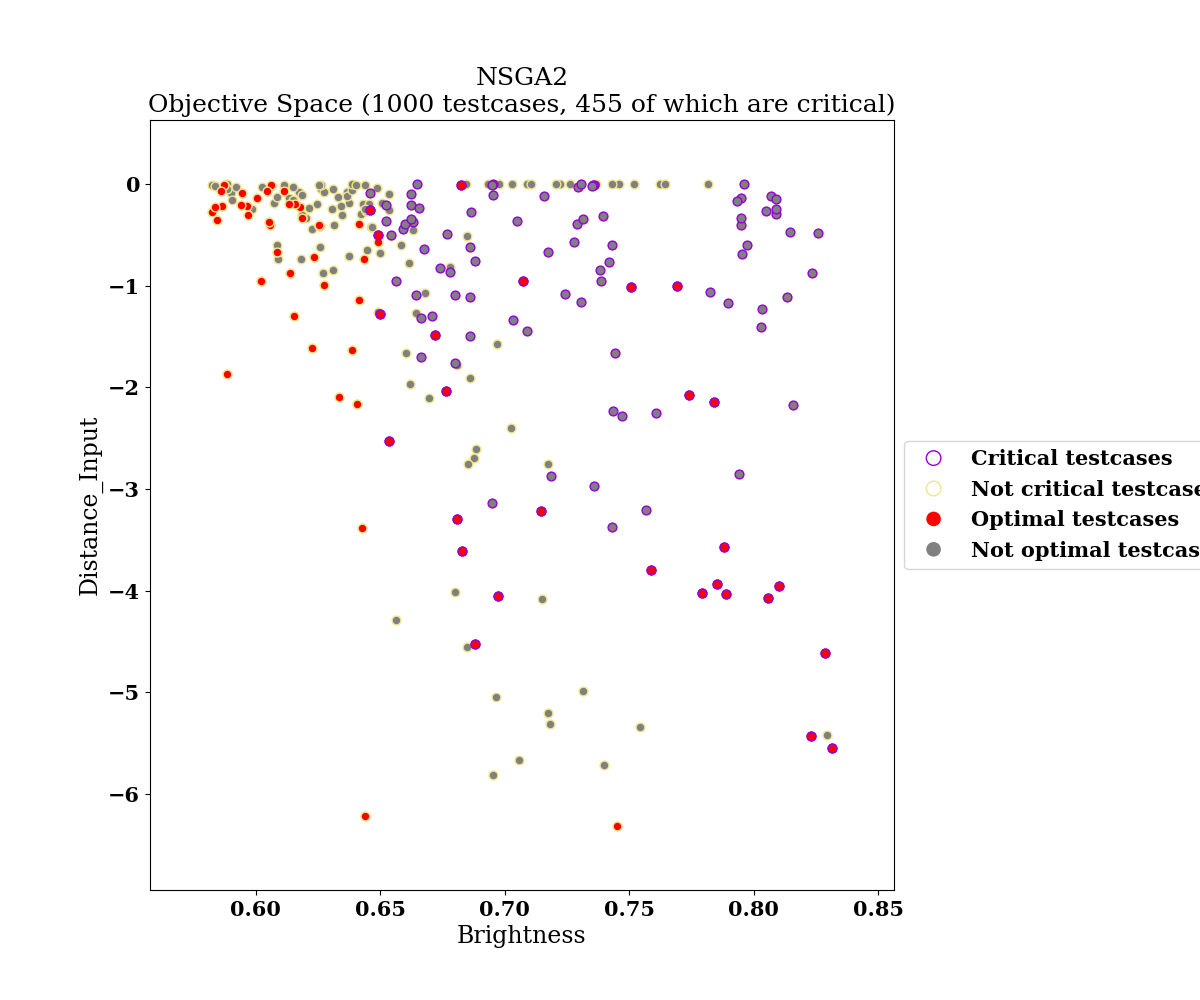 NSGA2
Objective Space (1000 testcases, 455 of which are critical)
0
−1
−2
−3
−4
−5
−6
Distance_Input
0.60 0.65 0.70 0.75 0.80 0.85
Brightness
Critical testcases
Not critical testcase
Optimal testcases
Not optimal testcas